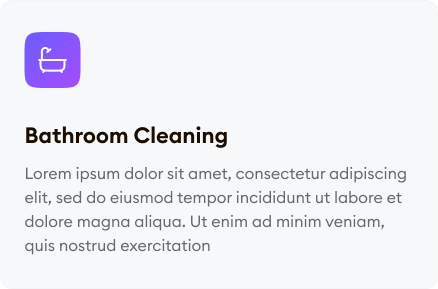 Bathroom Cleaning
Lorem ipsum dolor sit amet, consectetur adipiscing
elit, sed do eiusmod tempor incididunt ut labore et
dolore magna aliqua. Ut enim ad minim veniam,
quis nostrud exercitation